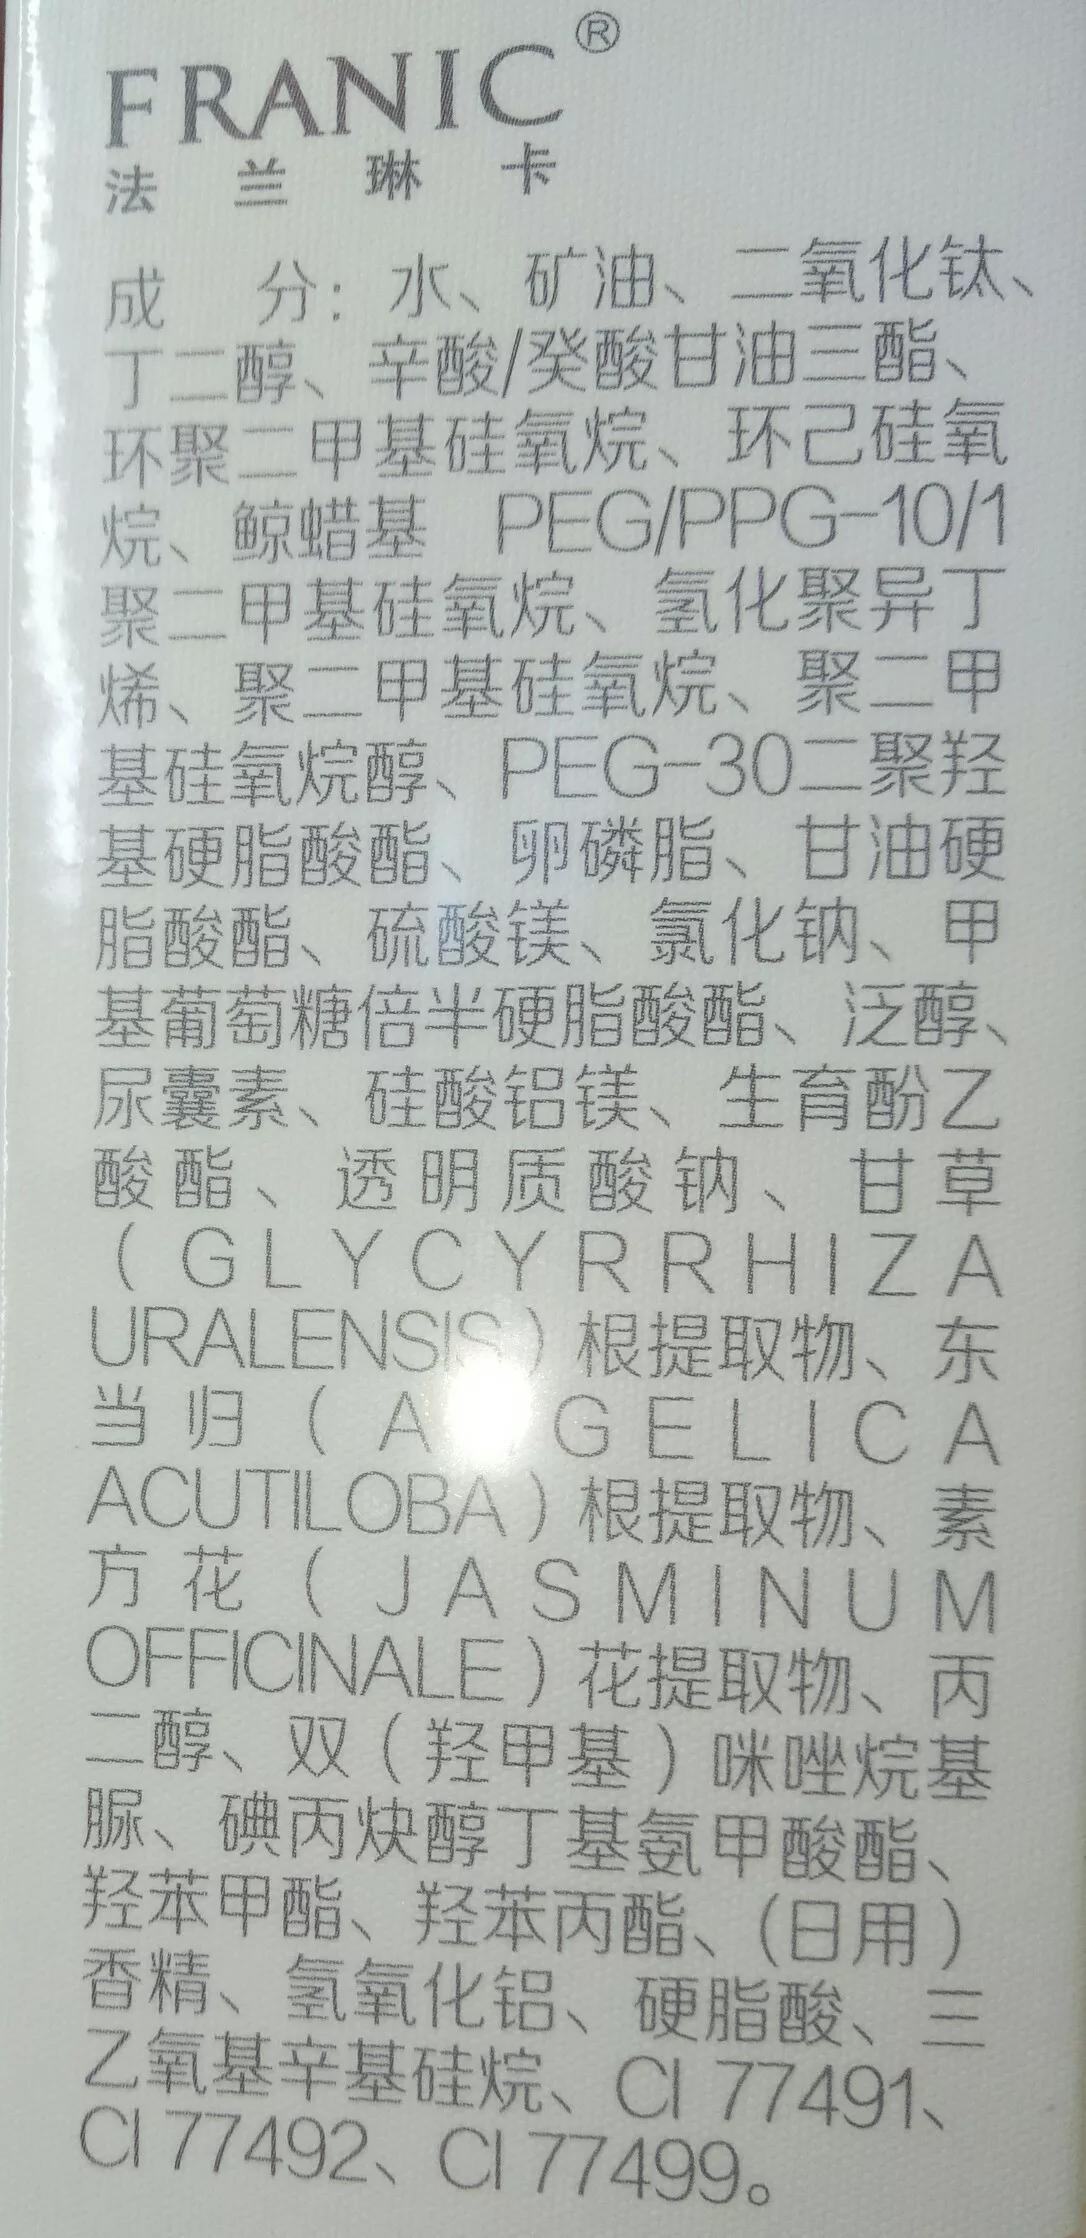 FRANIC®
法兰琳卡
成 分：水、矿油、二氧化钛、
丁二醇、辛酸/癸酸甘油三酯、
环聚二甲基硅氧烷、环己硅氧
烷、鲸蜡基 PEG/PPG-10/1
聚二甲基硅氧烷、氢化聚异丁
烯、聚二甲基硅氧烷、聚二甲
基硅氧烷醇、PEG-30二聚羟
基硬脂酸酯、卵磷脂、甘油硬
脂酸酯、硫酸镁、氯化钠、甲
基葡萄糖倍半硬脂酸酯、泛醇、
尿囊素、硅酸铝镁、生育酚乙
酸酯、透明质酸钠、甘草
（GLYCYRRHIZA
URALENSIS）根提取物、东
当归（A GELICA
ACUTILOBA）根提取物、素
方花（JASMINUM
OFFICINALE）花提取物、丙
二醇、双（羟甲基）咪唑烷基
脲、碘丙炔醇丁基氨甲酸酯、
羟苯甲酯、羟苯丙酯、（日用）
香精、氢氧化铝、硬脂酸、三
乙氧基辛基硅烷、CI 77491、
CI 77492、CI 77499。